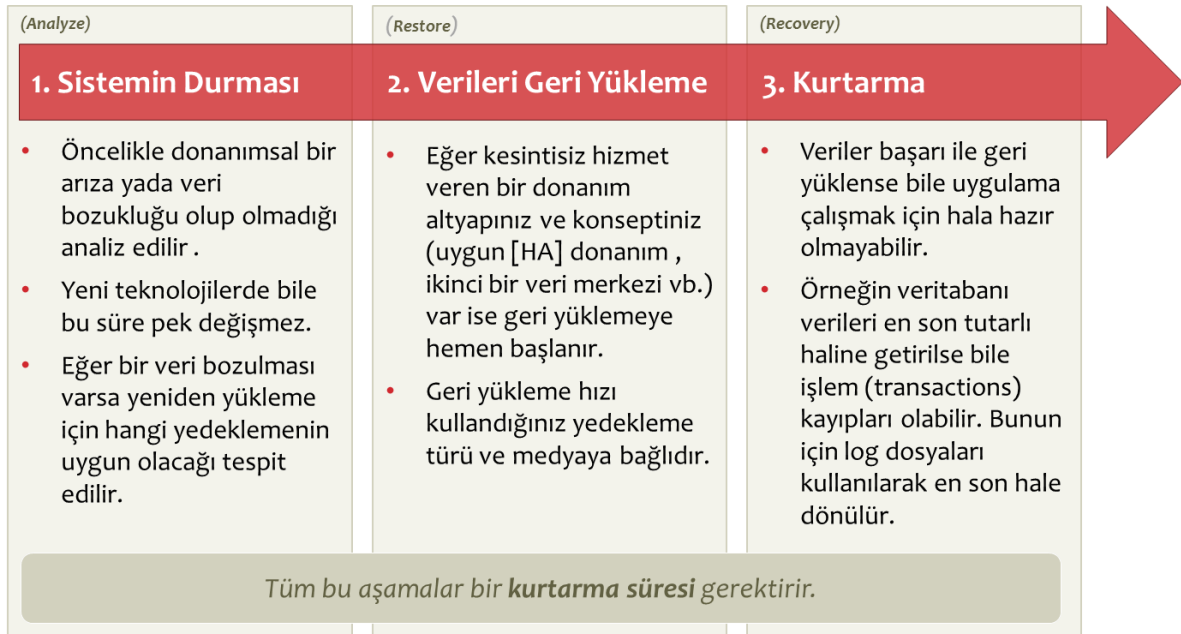 (Analyze)
1. Sistemin Durması
• Öncelikle donanımsal bir
arıza yada veri
bozukluğu olup olmadığı
analiz edilir .
• Yeni teknolojilerde bile
bu süre pek değişmez.
• Eğer bir veri bozulması
varsa yeniden yükleme
için hangi yedeklemenin
uygun olacağı tespit
edilir.
(Restore)
2. Verileri Geri Yükleme
• Eğer kesintisiz hizmet
veren bir donanım
altyapınız ve konseptiniz
(uygun [HA] donanım ,
ikinci bir veri merkezi vb.)
var ise geri yüklemeye
hemen başlanır.
• Geri yükleme hızı
kullandığınız yedekleme
türü ve medyaya bağlıdır.
(Recovery)
3. Kurtarma
• Veriler başarı ile geri
yüklense bile uygulama
çalışmak için hala hazır
olmayabilir.
• Örneğin veritabanı
verileri en son tutarlı
haline getirilse bile
işlem (transactions)
kayıpları olabilir. Bunun
için log dosyaları
kullanılarak en son hale
dönülür.
Tüm bu aşamalar bir kurtarma süresi gerektirir.